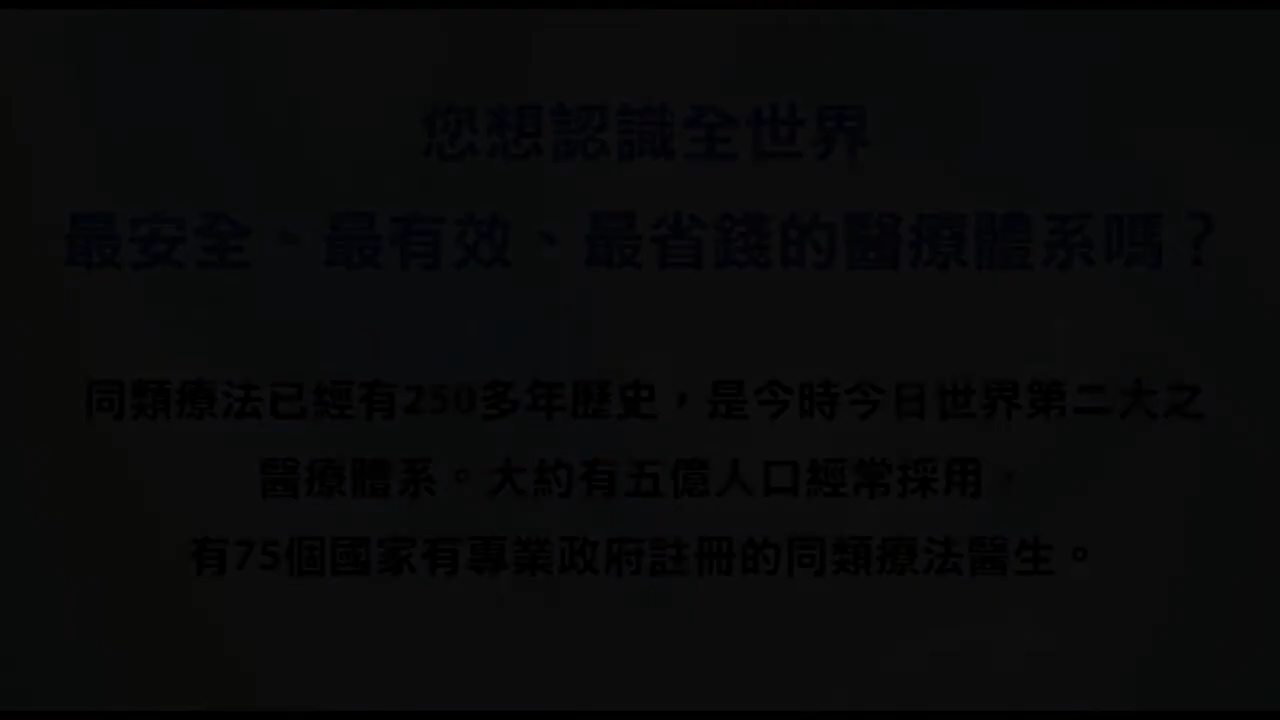 您想認識全世界
最安全、最有效、最省錢的醫療體系嗎？
同類療法已經有250多年歷史，是今時今日世界第二大之
醫療體系。大約有五億人口經常採用，
有75個國家有專業政府註冊的同類療法醫生。